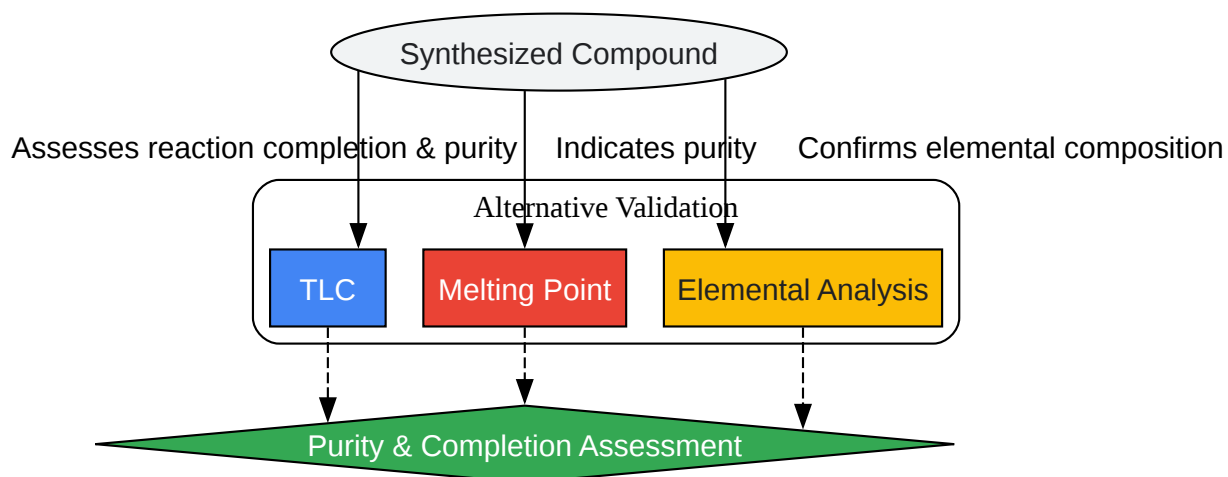 Synthesized Compound
Assesses reaction completion & purity
Indicates purity
Confirms elemental composition
Alternative Validation
TLC
Melting Point
Elemental Analysis
Purity & Completion Assessment